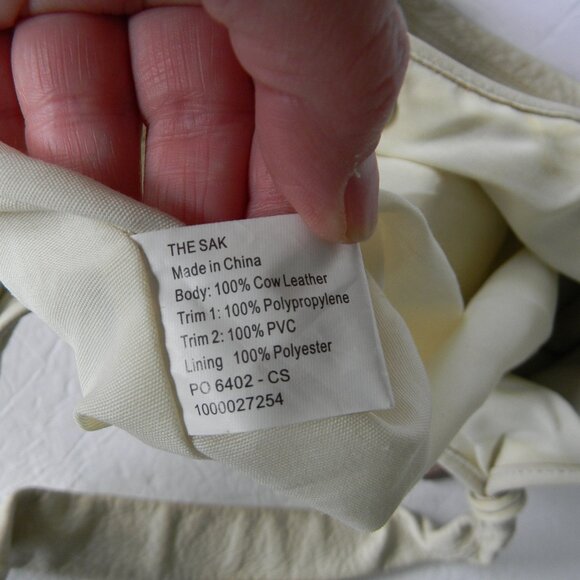 THE SAK
Made in China
Body: 100% Cow Leather
Trim 1: 100% Polypropylene
Trim 2: 100% PVC
Lining 100% Polyester
PO 6402 - CS
1000027254